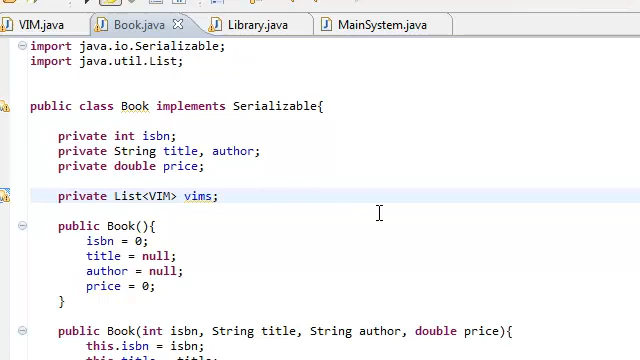 VIM.java Book.java Library.java MainSystem.java
import java.io.Serializable;
import java.util.List;
public class Book implements Serializable{
private int isbn;
private String title, author;
private double price;
private List<VIM> vims;
public Book(){
isbn = 0;
title = null;
author = null;
price = 0;
}
public Book(int isbn, String title, String author, double price){
this.isbn = isbn;
this.title = title;